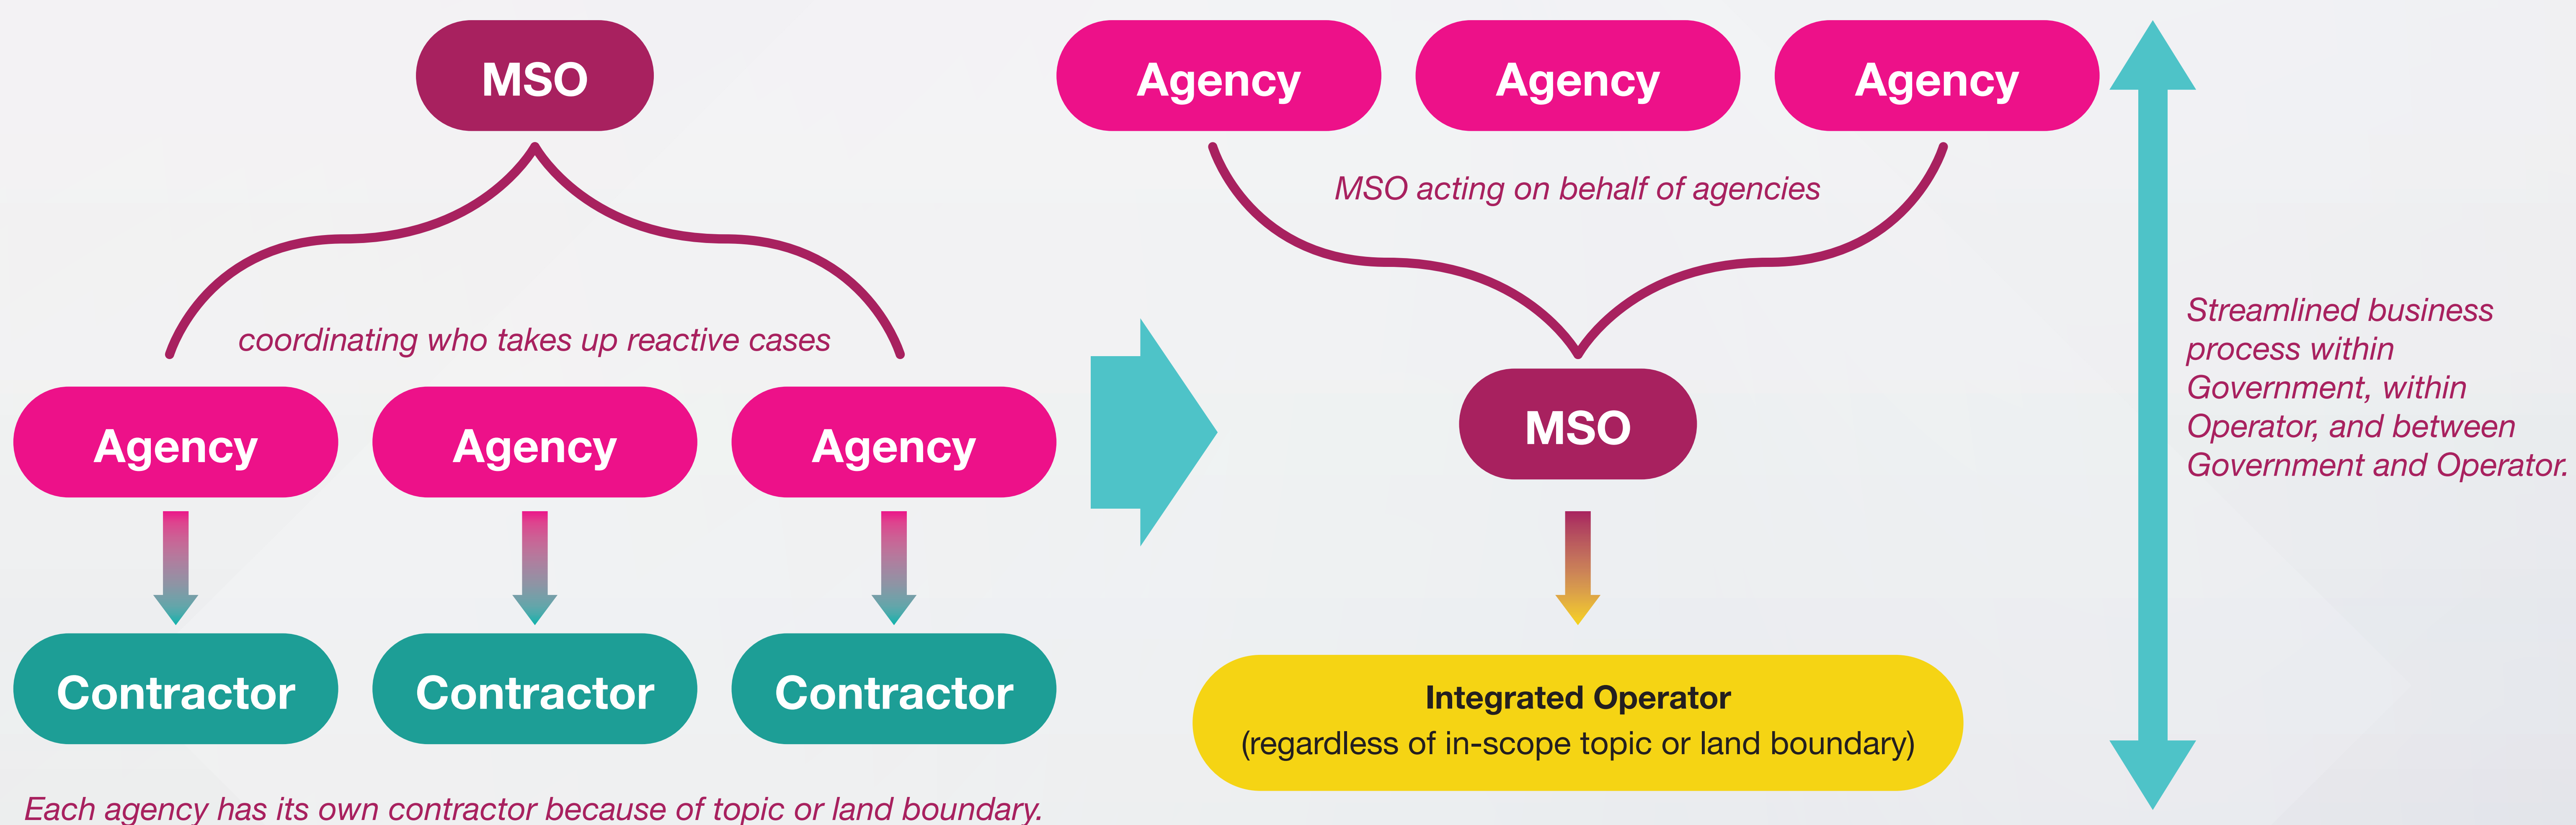 MSO
coordinating who takes up reactive cases
Agency
Agency
Agency
Contractor
Contractor
Contractor
Each agency has its own contractor because of topic or land boundary.
Agency
Agency
Agency
MSO acting on behalf of agencies
MSO
Integrated Operator
(regardless of in-scope topic or land boundary)
Streamlined business
process within
Government, within
Operator, and between
Government and Operator.